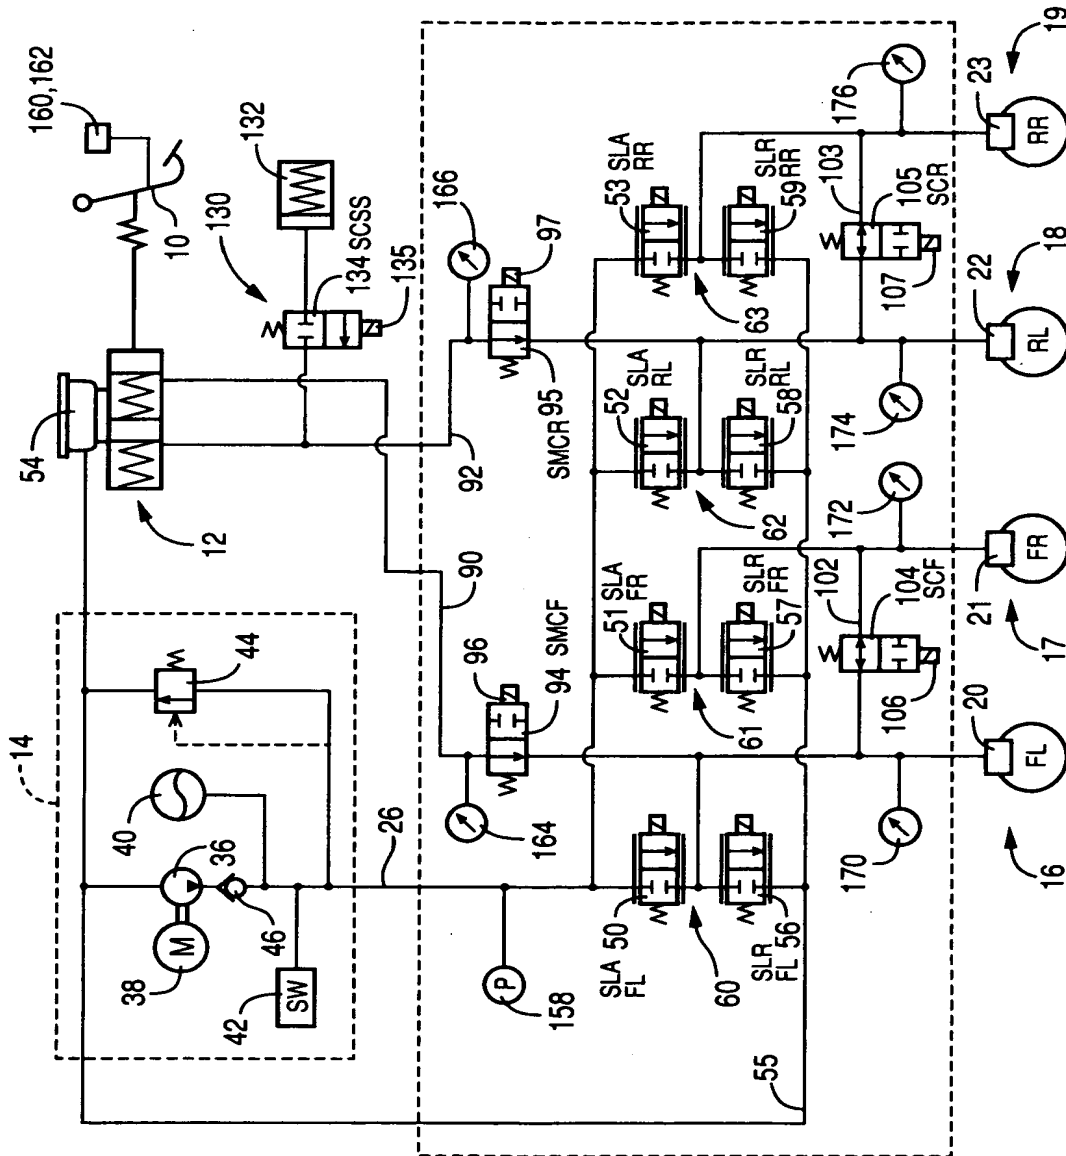 160,162
10
130
132
134 SCSS
135
54
12
166
97
92
SMCR 95
90
14
44
40
36
46
M
38
SW
42
26
96
94 SMCF
164
P
158
53 SLA
RR
SLR
59 RR
63
52 SLA
RL
SLR
58 RL
62
51 SLA
FR
SLR
57 FR
61
SLA 50
FL
SLR 56
FL
60
55
176
103
105
SCR
107
174
172
102
104
SCF
106
170
23
RR
19
22
RL
18
21
FR
17
20
FL
16